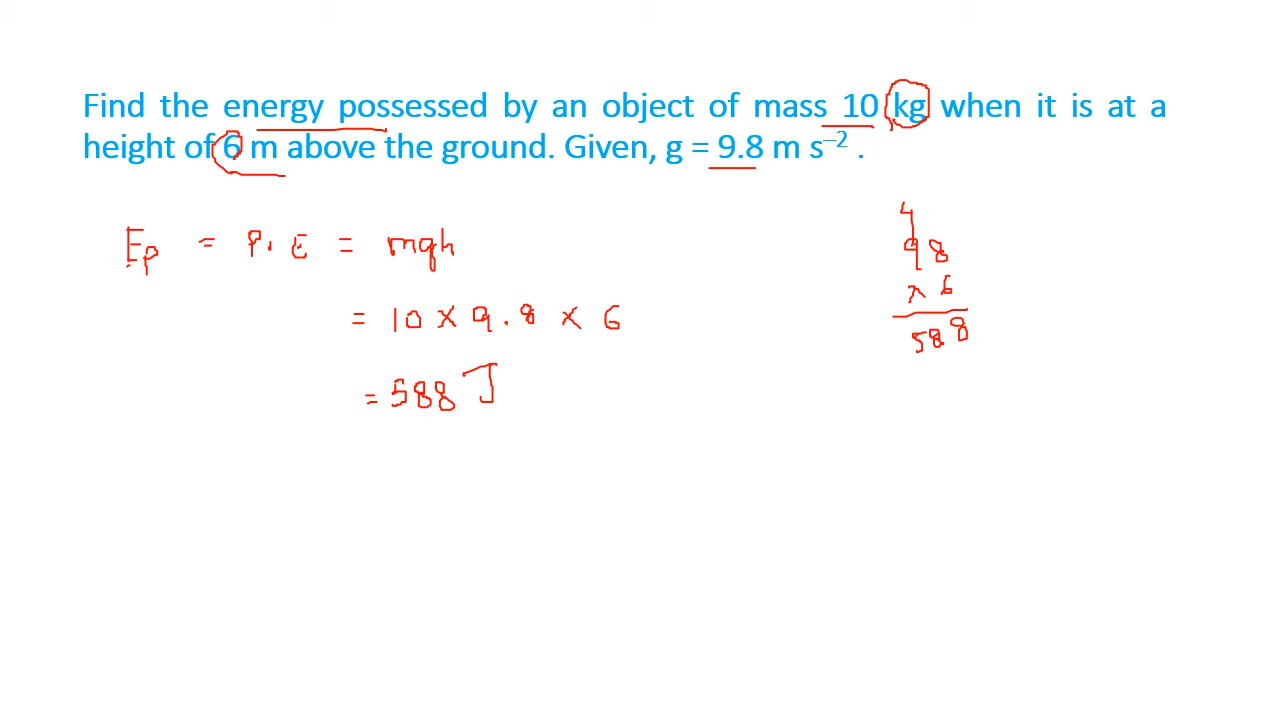 Find the energy possessed by an object of mass 10 kg when it is at a
height of 6 m above the ground. Given, g = 9.8 m s⁻² .
Ep = P.E = mgh
= 10 × 9.8 × 6
= 588 J
4
98
× 6
588